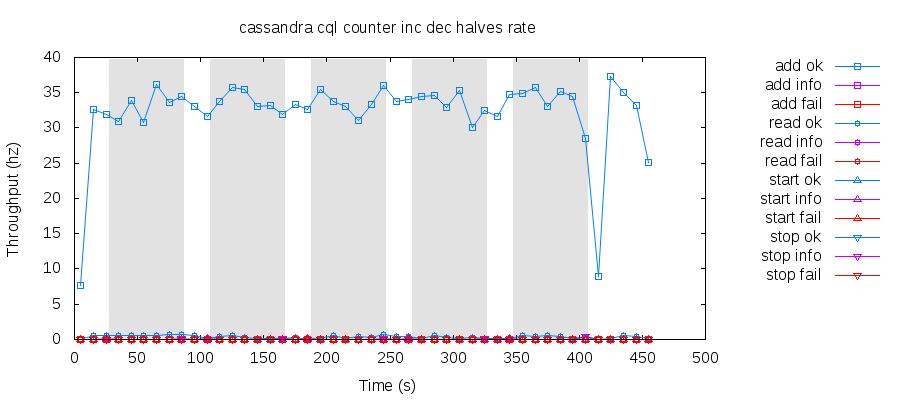 cassandra cql counter inc dec halves rate
Throughput (hz)
40
35
30
25
20
15
10
5
0
0 50 100 150 200 250 300 350 400 450 500
Time (s)
add ok
add info
add fail
read ok
read info
read fail
start ok
start info
start fail
stop ok
stop info
stop fail